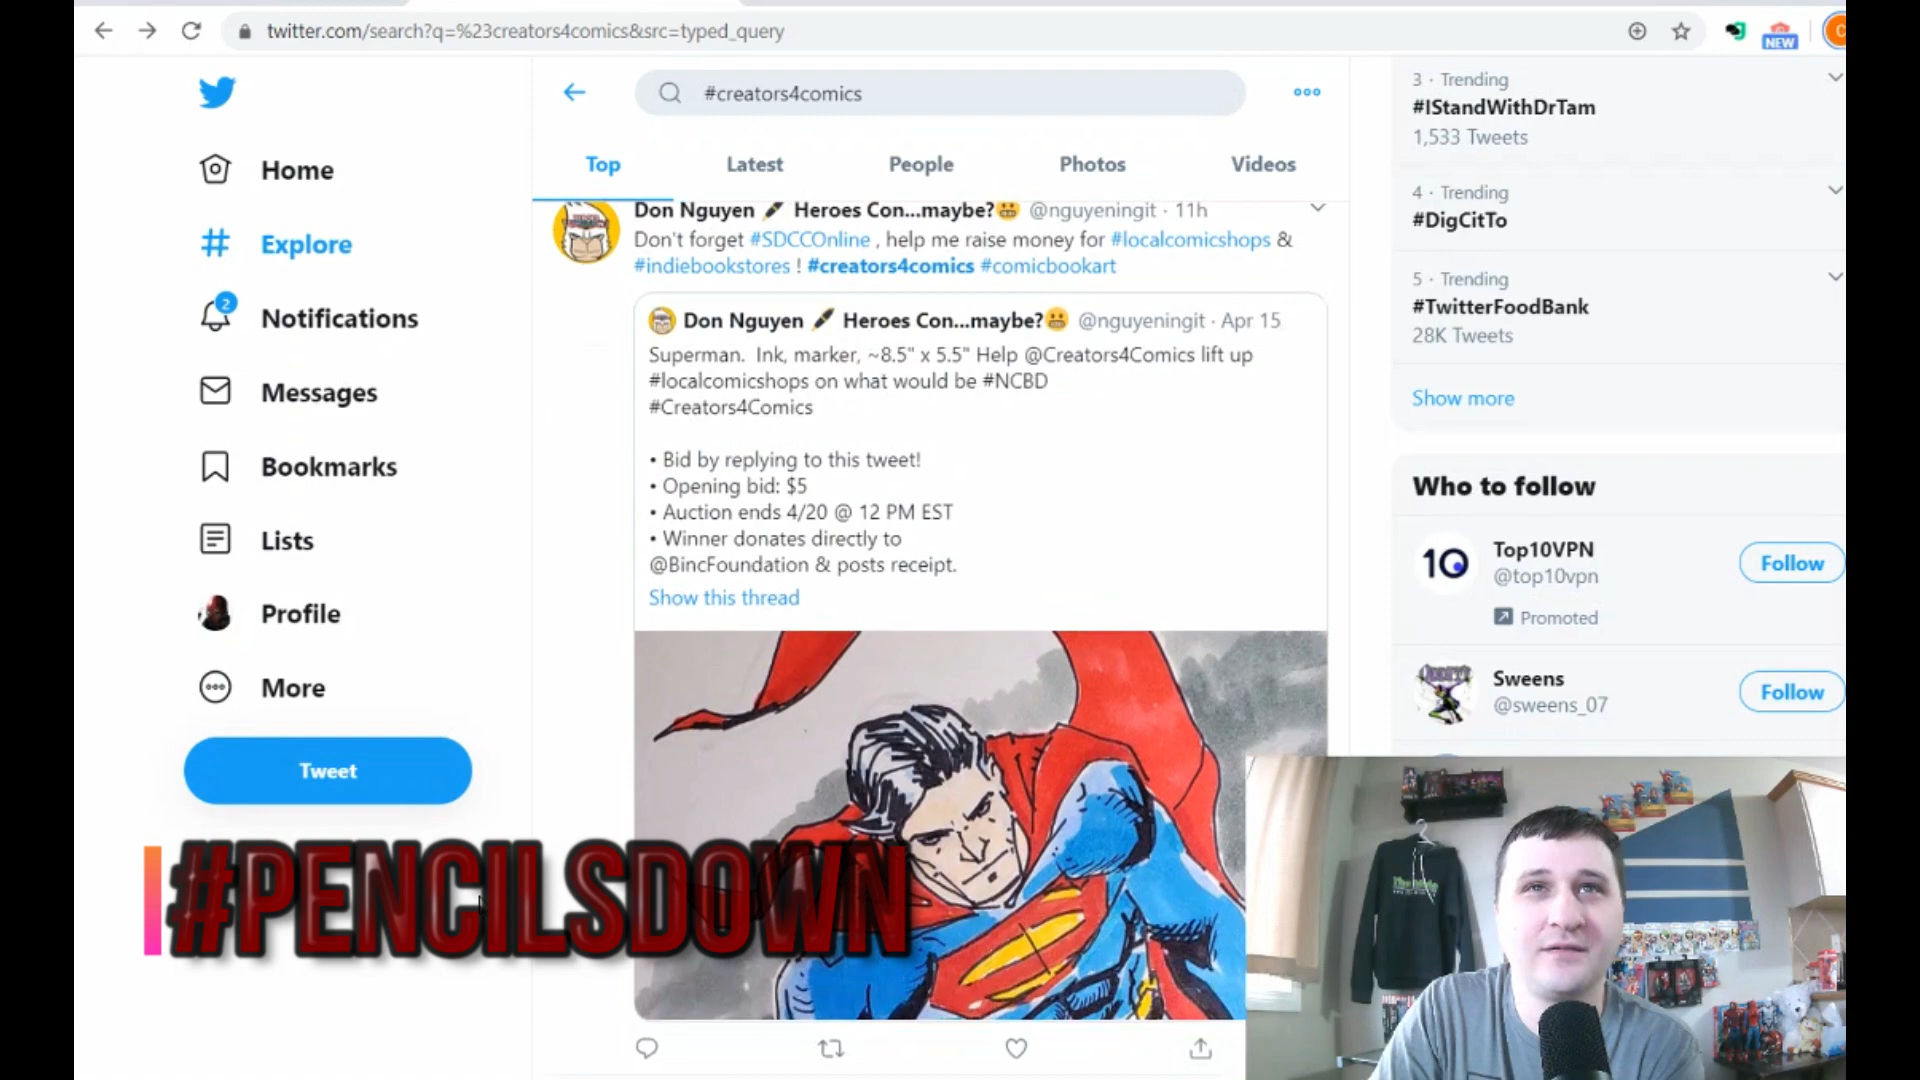 twitter.com/search?q=%23creators4comics&src=typed_query
NEW
C
#creators4comics
Home
Explore
2
Notifications
Messages
Bookmarks
Lists
Profile
More
Tweet
Top Latest People Photos Videos
Don Nguyen 🖋 Heroes Con...maybe?😬 @nguyeningit · 11h
Don't forget #SDCCOnline , help me raise money for #localcomicshops &
#indiebookstores ! #creators4comics #comicbookart
Don Nguyen 🖋 Heroes Con...maybe?😬 @nguyeningit · Apr 15
Superman. Ink, marker, ~8.5" x 5.5" Help @Creators4Comics lift up
#localcomicshops on what would be #NCBD
#Creators4Comics
• Bid by replying to this tweet!
• Opening bid: $5
• Auction ends 4/20 @ 12 PM EST
• Winner donates directly to
@BincFoundation & posts receipt.
Show this thread
3 · Trending
#IStandWithDrTam
1,533 Tweets
4 · Trending
#DigCitTo
5 · Trending
#TwitterFoodBank
28K Tweets
Show more
Who to follow
10
Top10VPN
@top10vpn
Promoted
Follow
Sweens
@sweens_07
Follow
#PENCILSDOWN